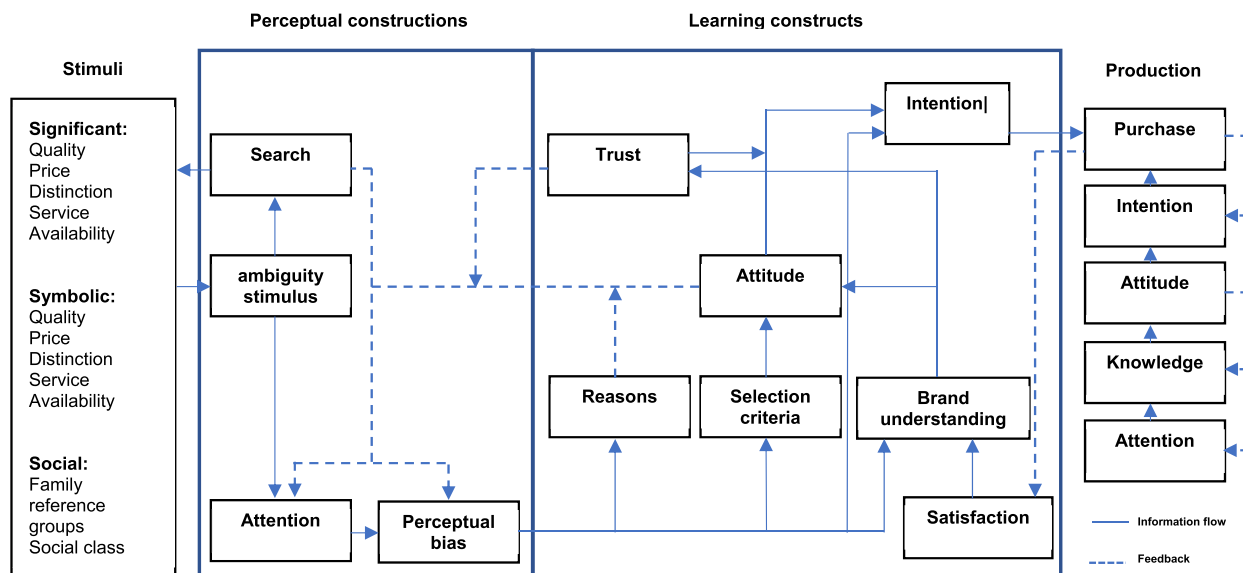 Perceptual constructions
Learning constructs
Stimuli
Production
Significant:
Quality
Price
Distinction
Service
Availability
Symbolic:
Quality
Price
Distinction
Service
Availability
Social:
Family
reference
groups
Social class
Search
ambiguity
stimulus
Attention
Perceptual
bias
Trust
Intention|
Attitude
Reasons
Selection
criteria
Brand
understanding
Satisfaction
Purchase
Intention
Attitude
Knowledge
Attention
Information flow
Feedback